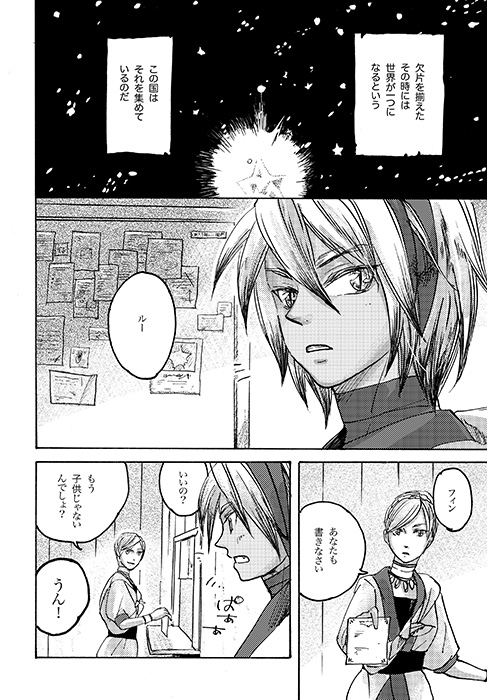 欠片を揃えた
その時には
世界が一つに
なるという
この国は
それを集めて
いるのだ
ルー
フィン
あなたも
書きなさい
いいの?
ぱあぁぁ
もう
子供じゃない
んでしょ?
うん!